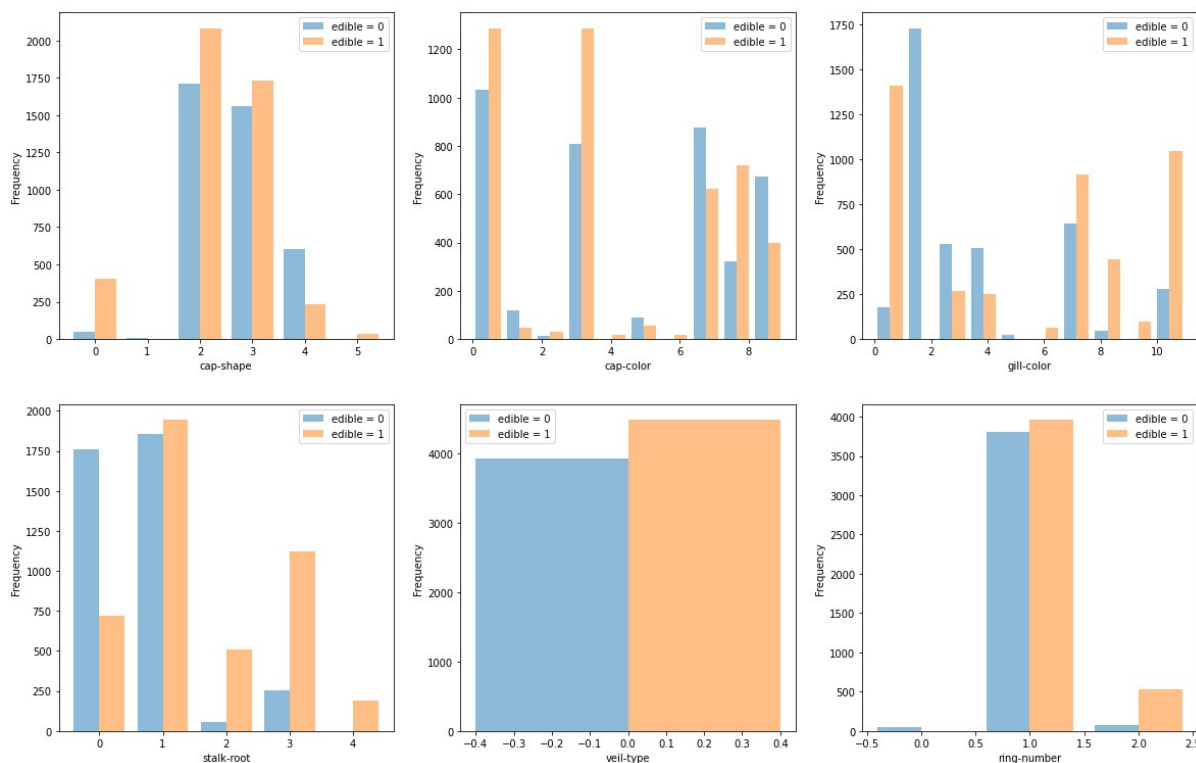 edible = 0
edible = 1
2000
1750
1500
1250
1000
750
500
250
0
Frequency
0 1 2 3 4 5
cap-shape
edible = 0
edible = 1
1200
1000
800
600
400
200
0
Frequency
0 2 4 6 8
cap-color
edible = 0
edible = 1
1750
1500
1250
1000
750
500
250
0
Frequency
0 2 4 6 8 10
gill-color
edible = 0
edible = 1
2000
1750
1500
1250
1000
750
500
250
0
Frequency
0 1 2 3 4
stalk-root
edible = 0
edible = 1
4000
3000
2000
1000
0
Frequency
−0.4 −0.3 −0.2 −0.1 0.0 0.1 0.2 0.3 0.4
veil-type
edible = 0
edible = 1
4000
3500
3000
2500
2000
1500
1000
500
0
Frequency
−0.5 0.0 0.5 1.0 1.5 2.0 2.5
ring-number